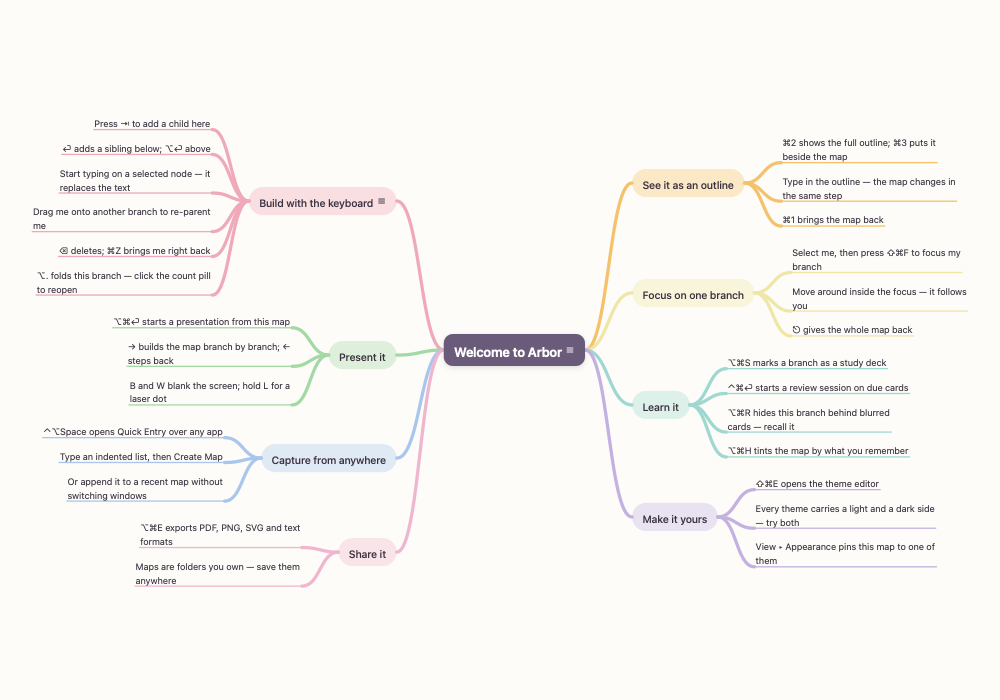 Welcome to Arbor
Build with the keyboard
Press ⇥ to add a child here
⏎ adds a sibling below; ⌥⏎ above
Start typing on a selected node — it
replaces the text
Drag me onto another branch to re-parent
me
⌫ deletes; ⌘Z brings me right back
⌥. folds this branch — click the count pill
to reopen
Present it
⌥⌘⏎ starts a presentation from this map
→ builds the map branch by branch; ←
steps back
B and W blank the screen; hold L for a
laser dot
Capture from anywhere
⌃⌥Space opens Quick Entry over any app
Type an indented list, then Create Map
Or append it to a recent map without
switching windows
Share it
⌥⌘E exports PDF, PNG, SVG and text
formats
Maps are folders you own — save them
anywhere
See it as an outline
⌘2 shows the full outline; ⌘3 puts it
beside the map
Type in the outline — the map changes in
the same step
⌘1 brings the map back
Focus on one branch
Select me, then press ⇧⌘F to focus my
branch
Move around inside the focus — it follows
you
⎋ gives the whole map back
Learn it
⌥⌘S marks a branch as a study deck
⌃⌘⏎ starts a review session on due cards
⌥⌘R hides this branch behind blurred
cards — recall it
⌥⌘H tints the map by what you remember
Make it yours
⇧⌘E opens the theme editor
Every theme carries a light and a dark side
— try both
View ▸ Appearance pins this map to one of
them